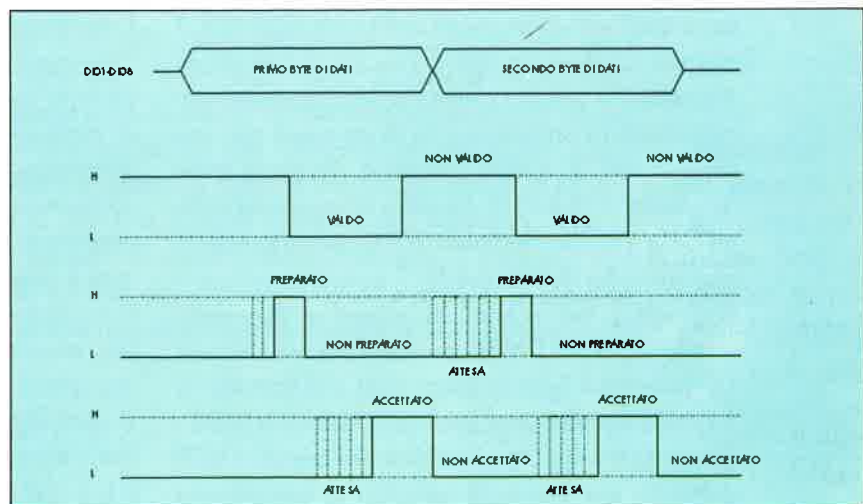 DIO1-DIO8
PRIMO BYTE DI DATI
SECONDO BYTE DI DATI
NON VALIDO
NON VALIDO
H
VALIDO
VALIDO
L
PREPARATO
PREPARATO
H
NON PREPARATO
NON PREPARATO
L
ATTESA
ACCETTATO
ACCETTATO
H
NON ACCETTATO
NON ACCETTATO
L
ATTESA
ATTESA